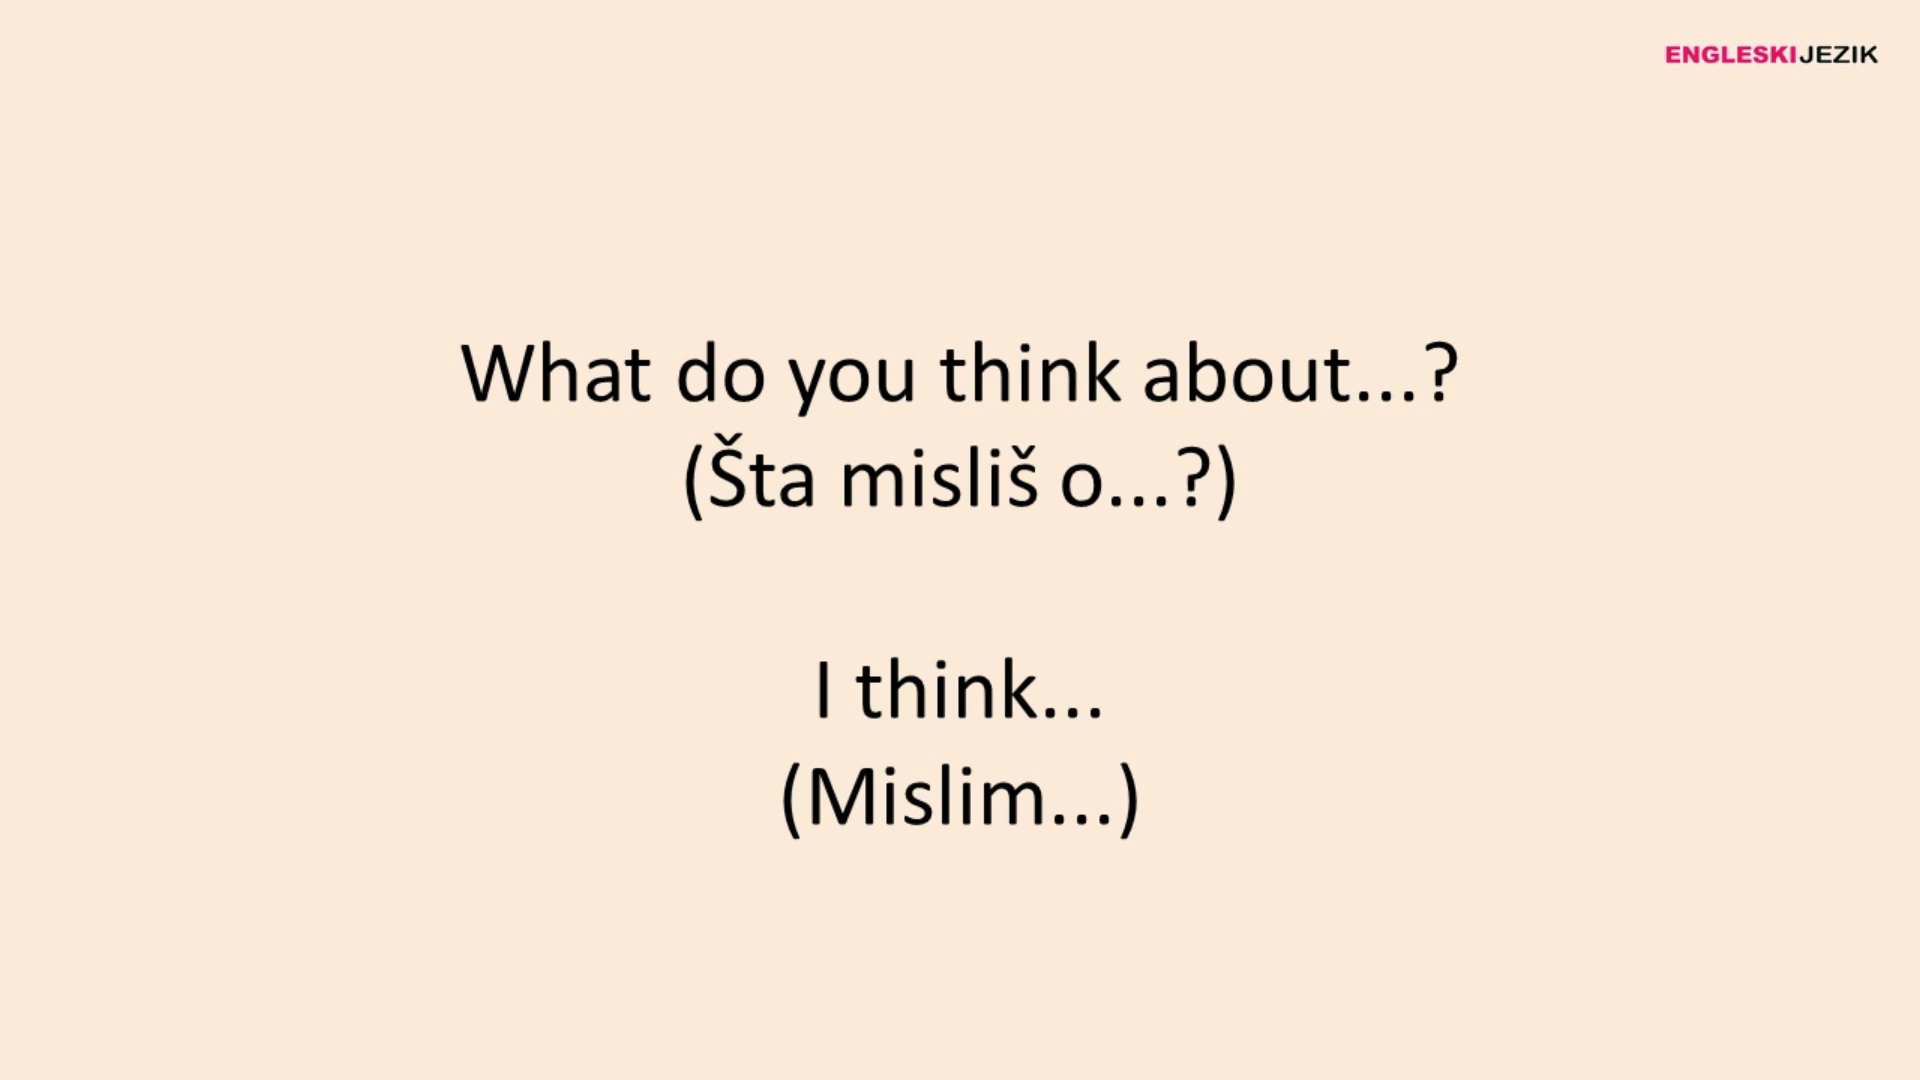 ENGLESKIJEZIK
What do you think about...?
(Šta misliš o...?)
I think...
(Mislim...)